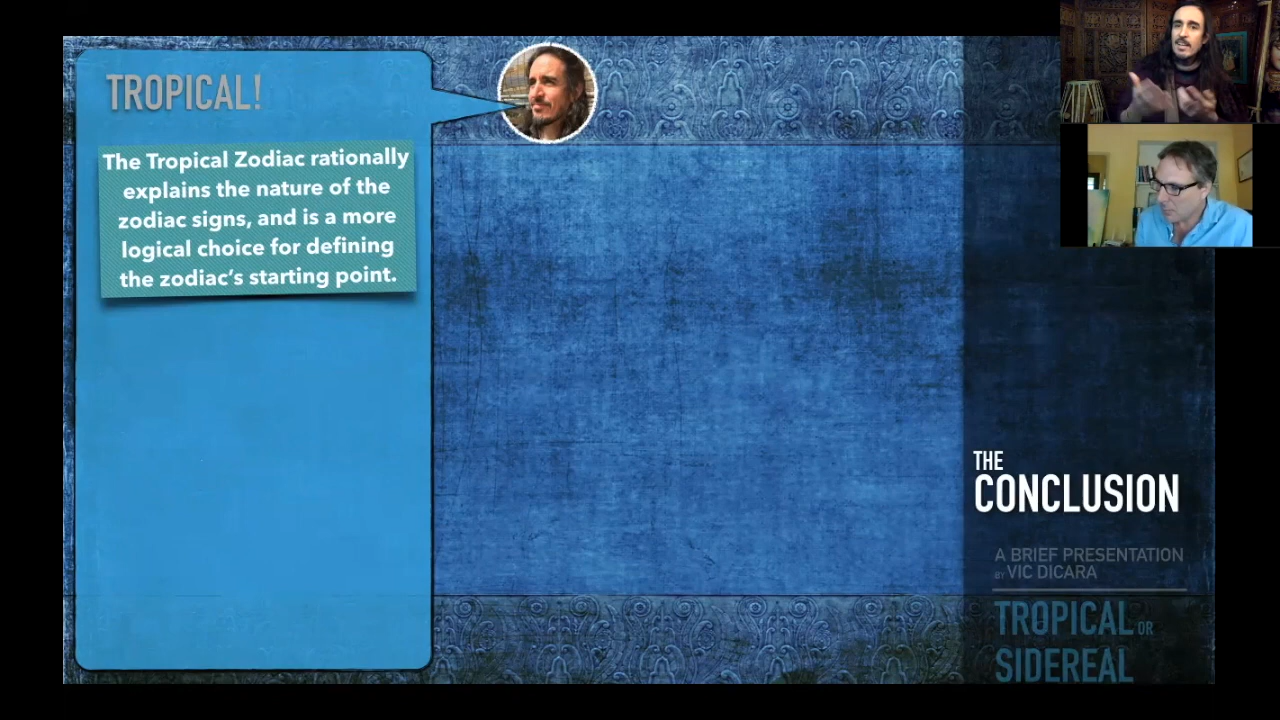 TROPICAL!
The Tropical Zodiac rationally
explains the nature of the
zodiac signs, and is a more
logical choice for defining
the zodiac's starting point.
THE
CONCLUSION
A BRIEF PRESENTATION
BY VIC DICARA
TROPICAL OR
SIDEREAL